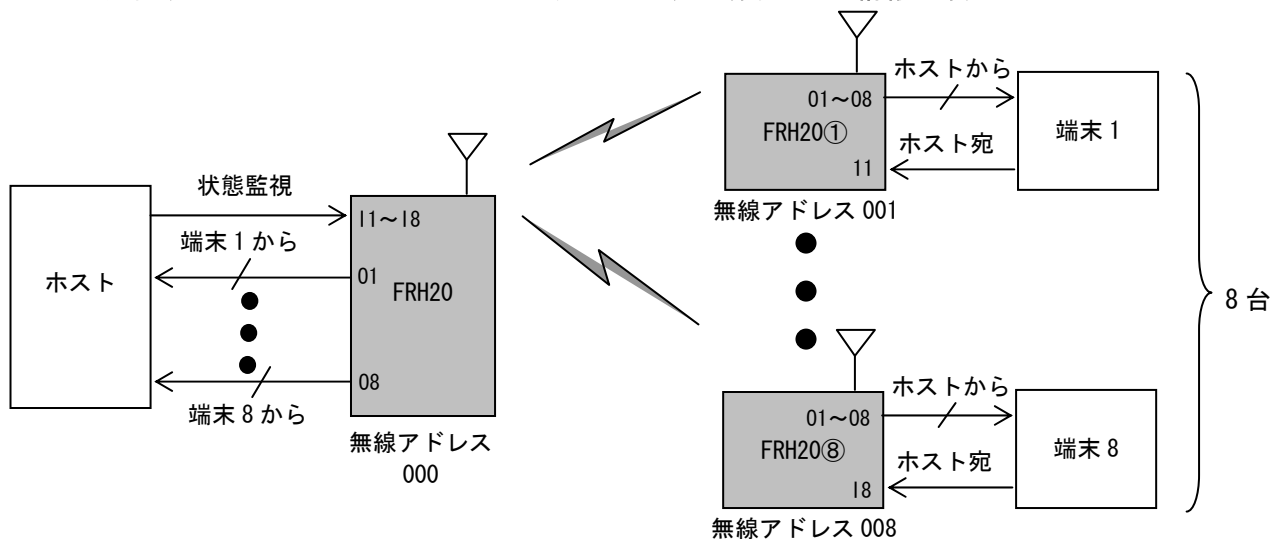 状態監視
端末1から
ホスト
端末8から
I1～I8
01
FRH20
08
無線アドレス
000
01～08
FRH20①
11
無線アドレス 001
ホストから
ホスト宛
端末1
01～08
FRH20⑧
I8
無線アドレス 008
ホストから
ホスト宛
端末8
8台